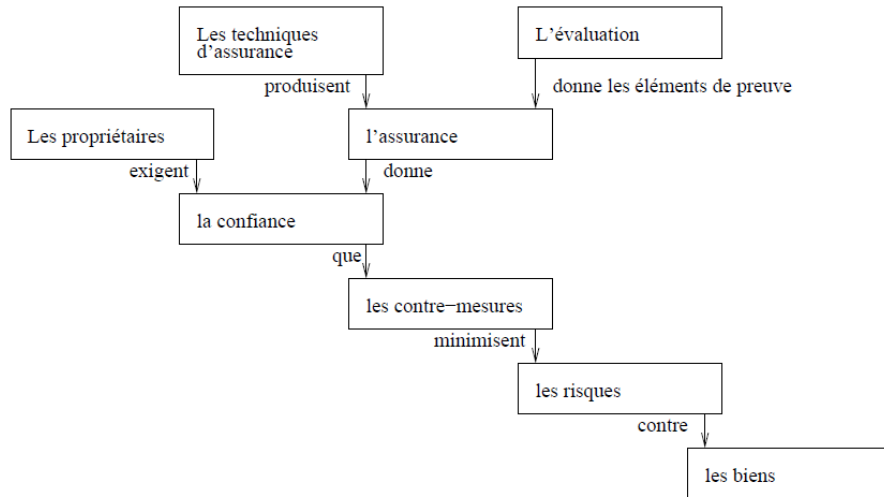 Les techniques
d'assurance
L'évaluation
produisent
donne les éléments de preuve
Les propriétaires
l'assurance
exigent
donne
la confiance
que
les contre-mesures
minimisent
les risques
contre
les biens